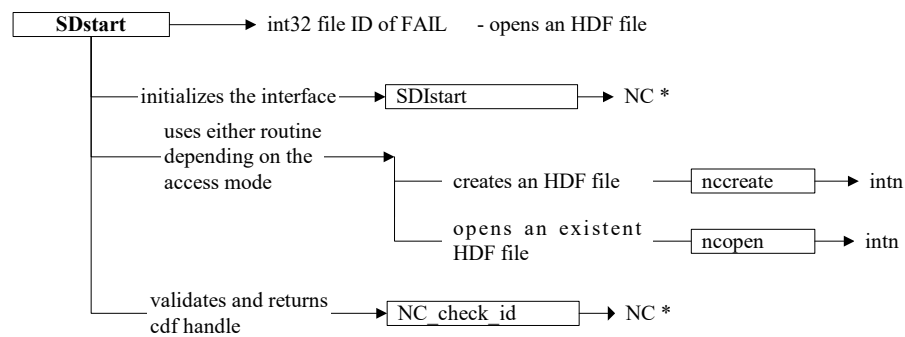 SDstart int32 file ID of FAIL - opens an HDF file
initializes the interface SDIstart NC *
uses either routine
depending on the
access mode
creates an HDF file nccreate intn
opens an existent
HDF file
ncopen intn
validates and returns
cdf handle
NC_check_id NC *